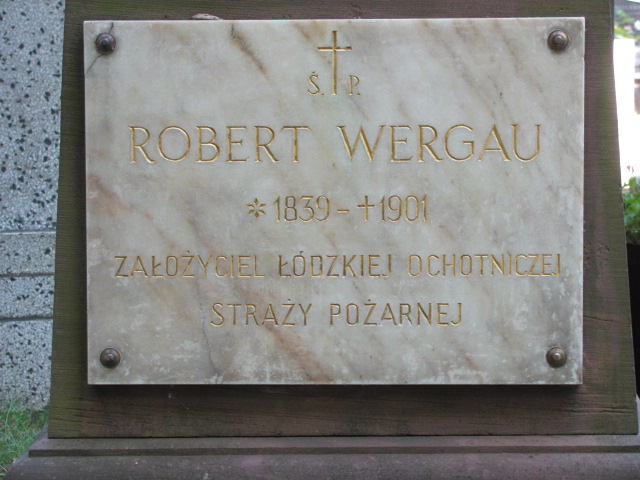 Ś. P.
ROBERT WERGAU
*1839-†1901
ZAŁOŻYCIEL ŁÓDZKIEJ OCHOTNICZEJ
STRAŻY POŻARNEJ